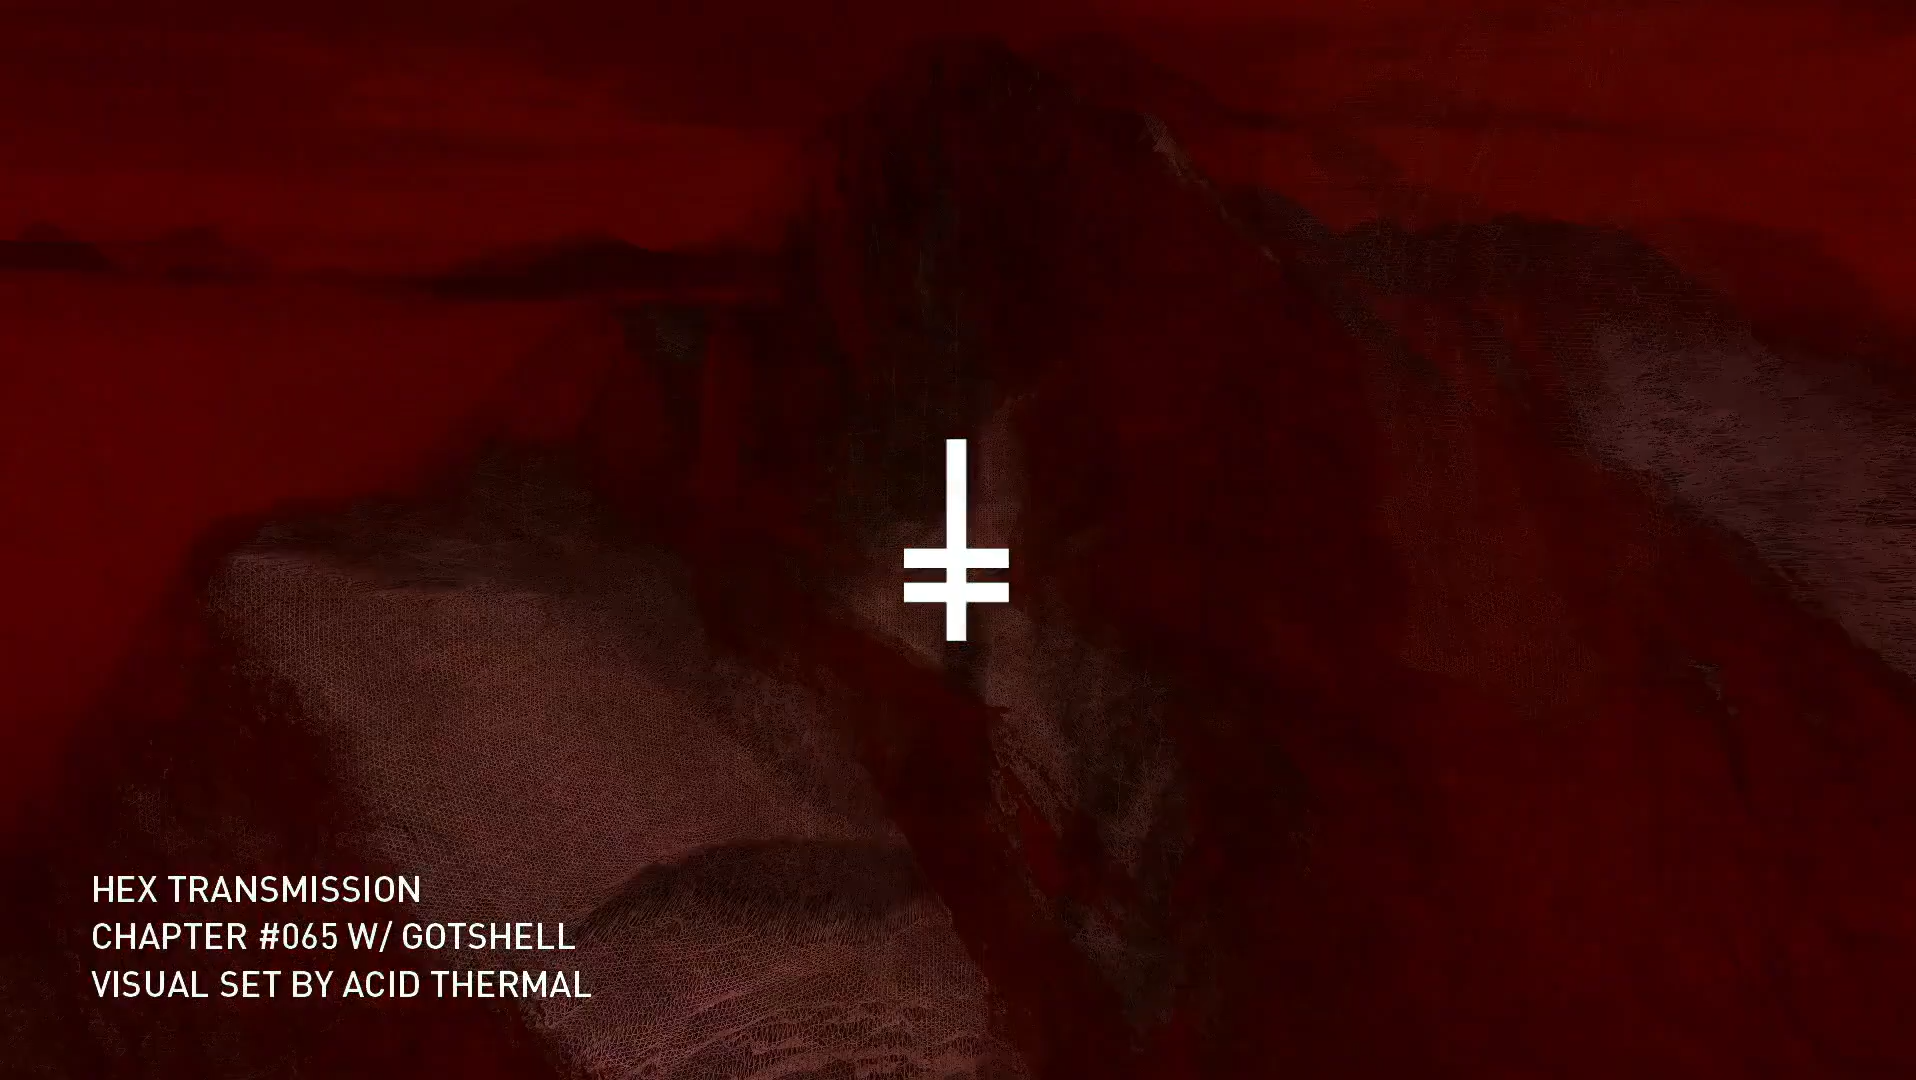 HEX TRANSMISSION
CHAPTER #065 W/ GOTSHELL
VISUAL SET BY ACID THERMAL